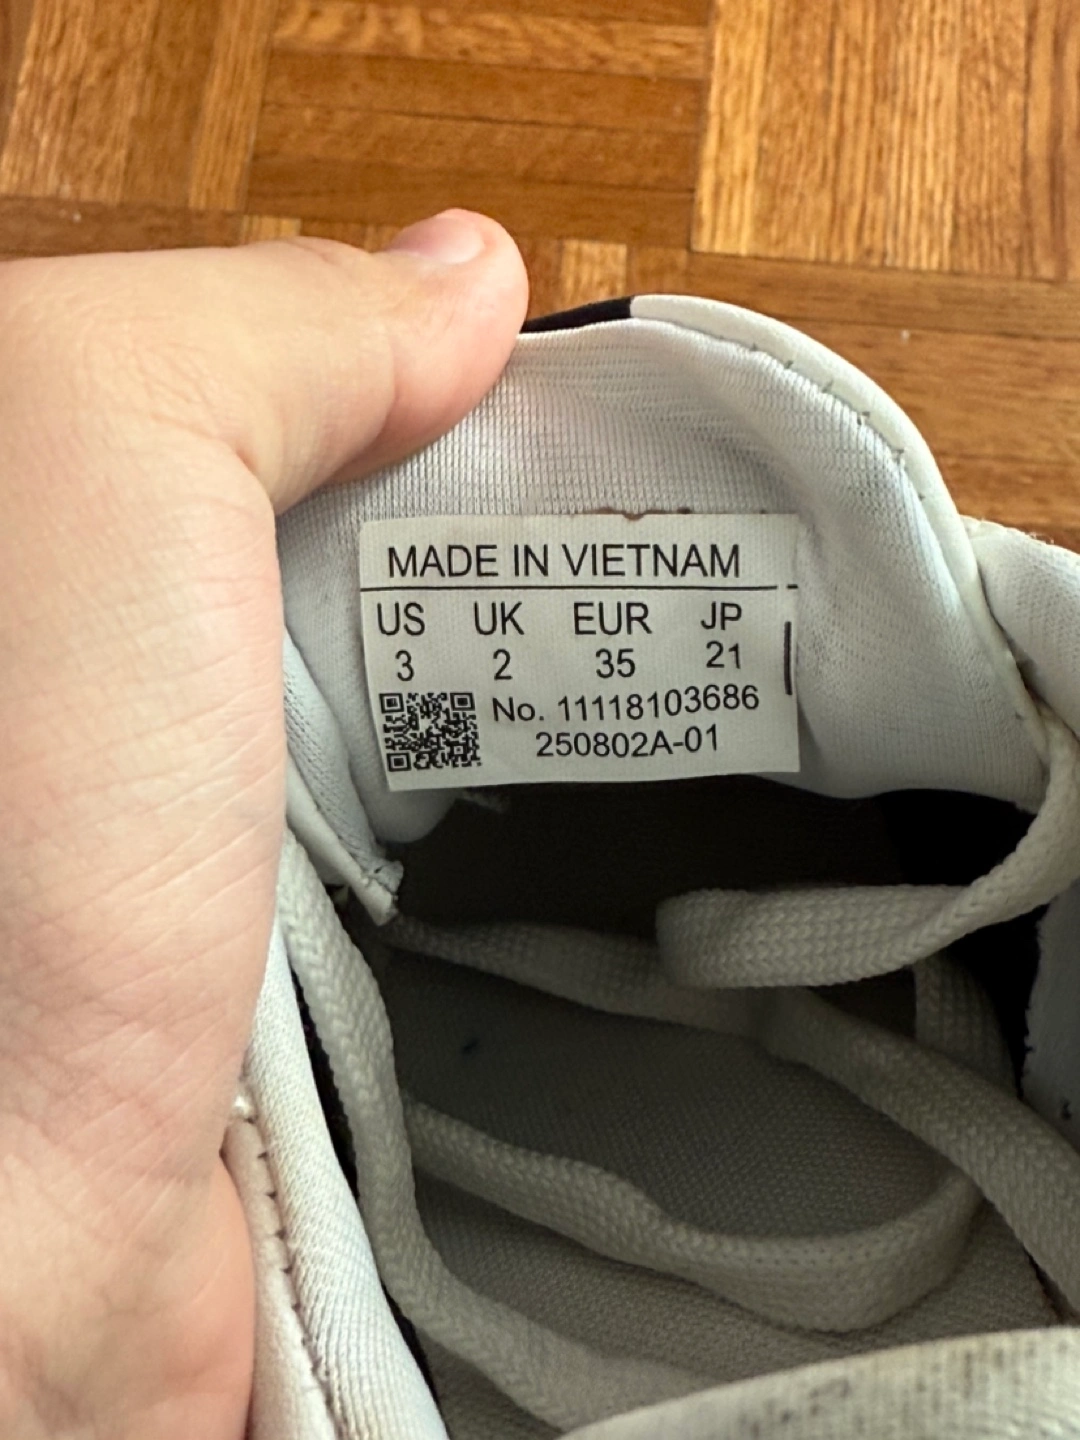 MADE IN VIETNAM
US UK EUR JP
3 2 35 21
No. 11118103686
250802A-01